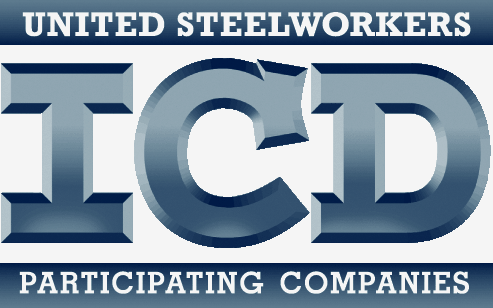 UNITED STEELWORKERS
ICD
PARTICIPATING COMPANIES